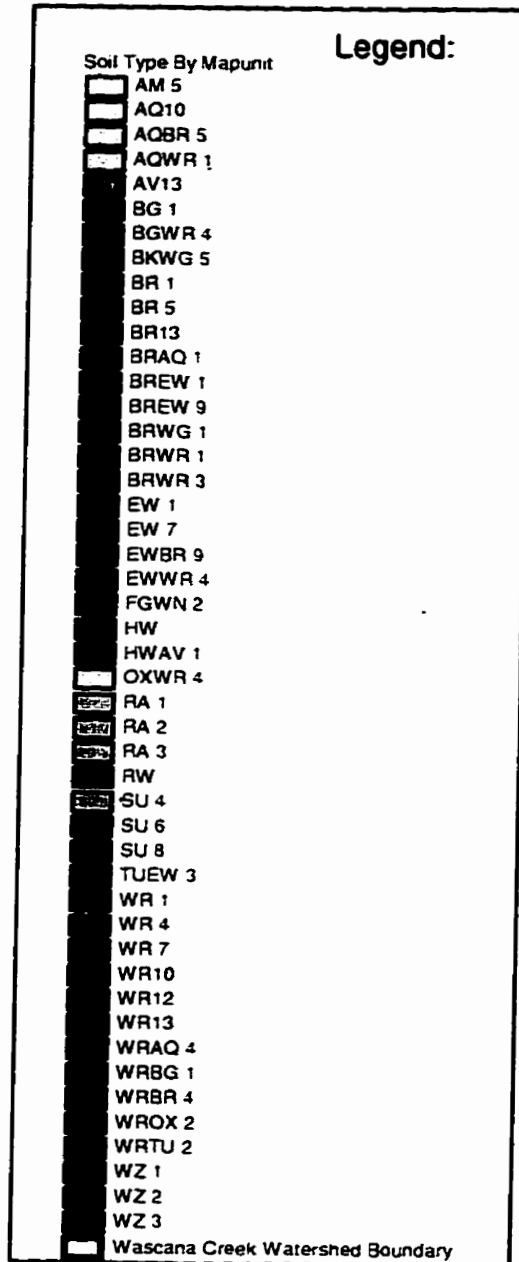 Legend:
Soil Type By Mapunit
AM 5
AQ10
AQBR 5
AQWR 1
AV13
BG 1
BGWR 4
BKWG 5
BR 1
BR 5
BR13
BRAQ 1
BREW 1
BREW 9
BRWG 1
BRWR 1
BRWR 3
EW 1
EW 7
EWBR 9
EWWR 4
FGWN 2
HW
HWAV 1
OXWR 4
RA 1
RA 2
RA 3
RW
SU 4
SU 6
SU 8
TUEW 3
WR 1
WR 4
WR 7
WR10
WR12
WR13
WRAQ 4
WRBG 1
WRBR 4
WROX 2
WRTU 2
WZ 1
WZ 2
WZ 3
Wascana Creek Watershed Boundary